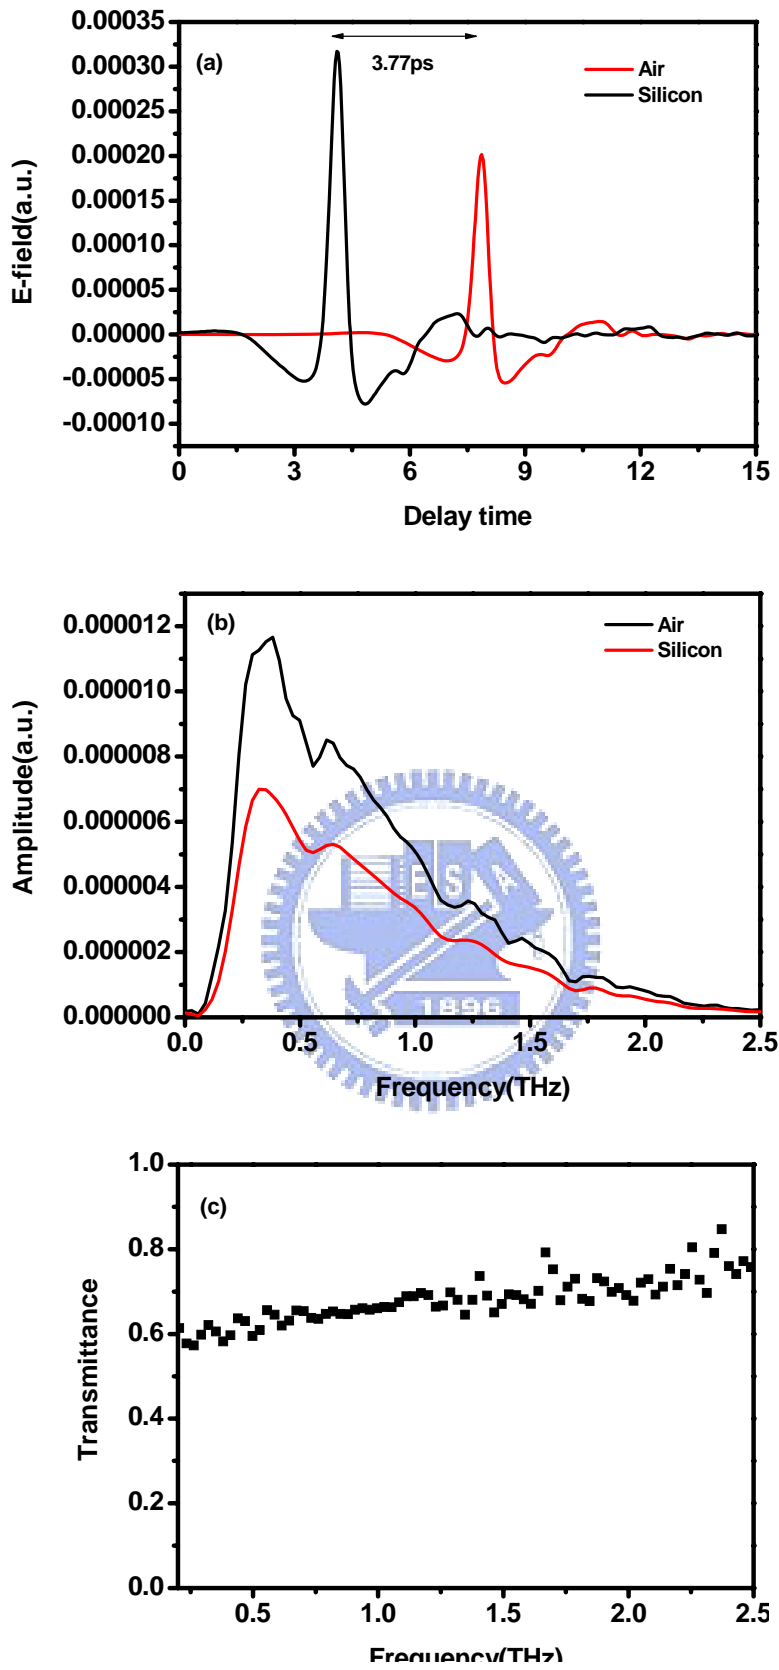 0.00035
(a)
3.77ps
0.00030
Air
Silicon
0.00025
0.00020
0.00015
0.00010
0.00005
0.00000
-0.00005
-0.00010
E-field(a.u.)
0 3 6 9 12 15
Delay time
(b)
0.000012
Air
Silicon
0.000010
0.000008
0.000006
0.000004
0.000002
0.000000
Amplitude(a.u.)
E S A
1896
0.0 0.5 1.0 1.5 2.0 2.5
Frequency(THz)
1.0
(c)
0.8
0.6
0.4
0.2
0.0
Transmittance
0.5 1.0 1.5 2.0 2.5
Frequency(THz)